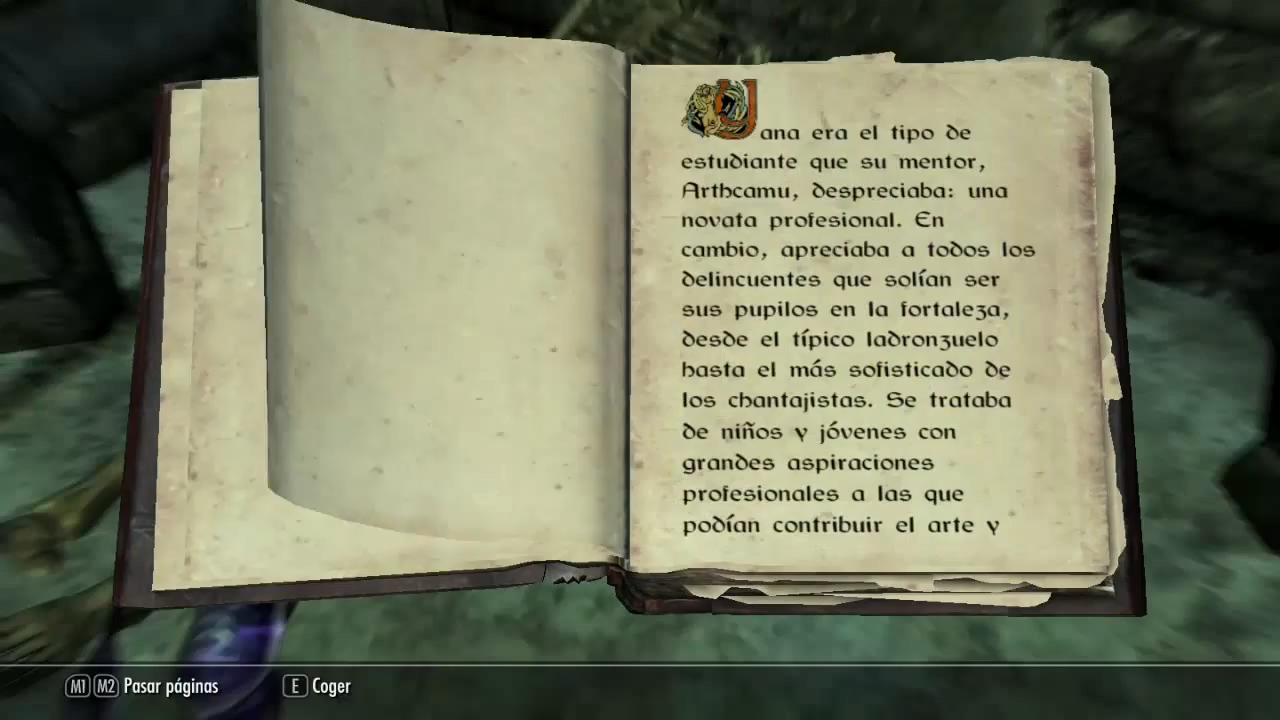 Yana era el tipo de
estudiante que su mentor,
Arthcamu, despreciaba: una
novata profesional. En
cambio, apreciaba a todos los
delincuentes que solían ser
sus pupilos en la fortaleza,
desde el típico ladronzuelo
hasta el más sofisticado de
los chantajistas. Se trataba
de niños y jóvenes con
grandes aspiraciones
profesionales a las que
podían contribuir el arte y
M1 M2 Pasar páginas E Coger